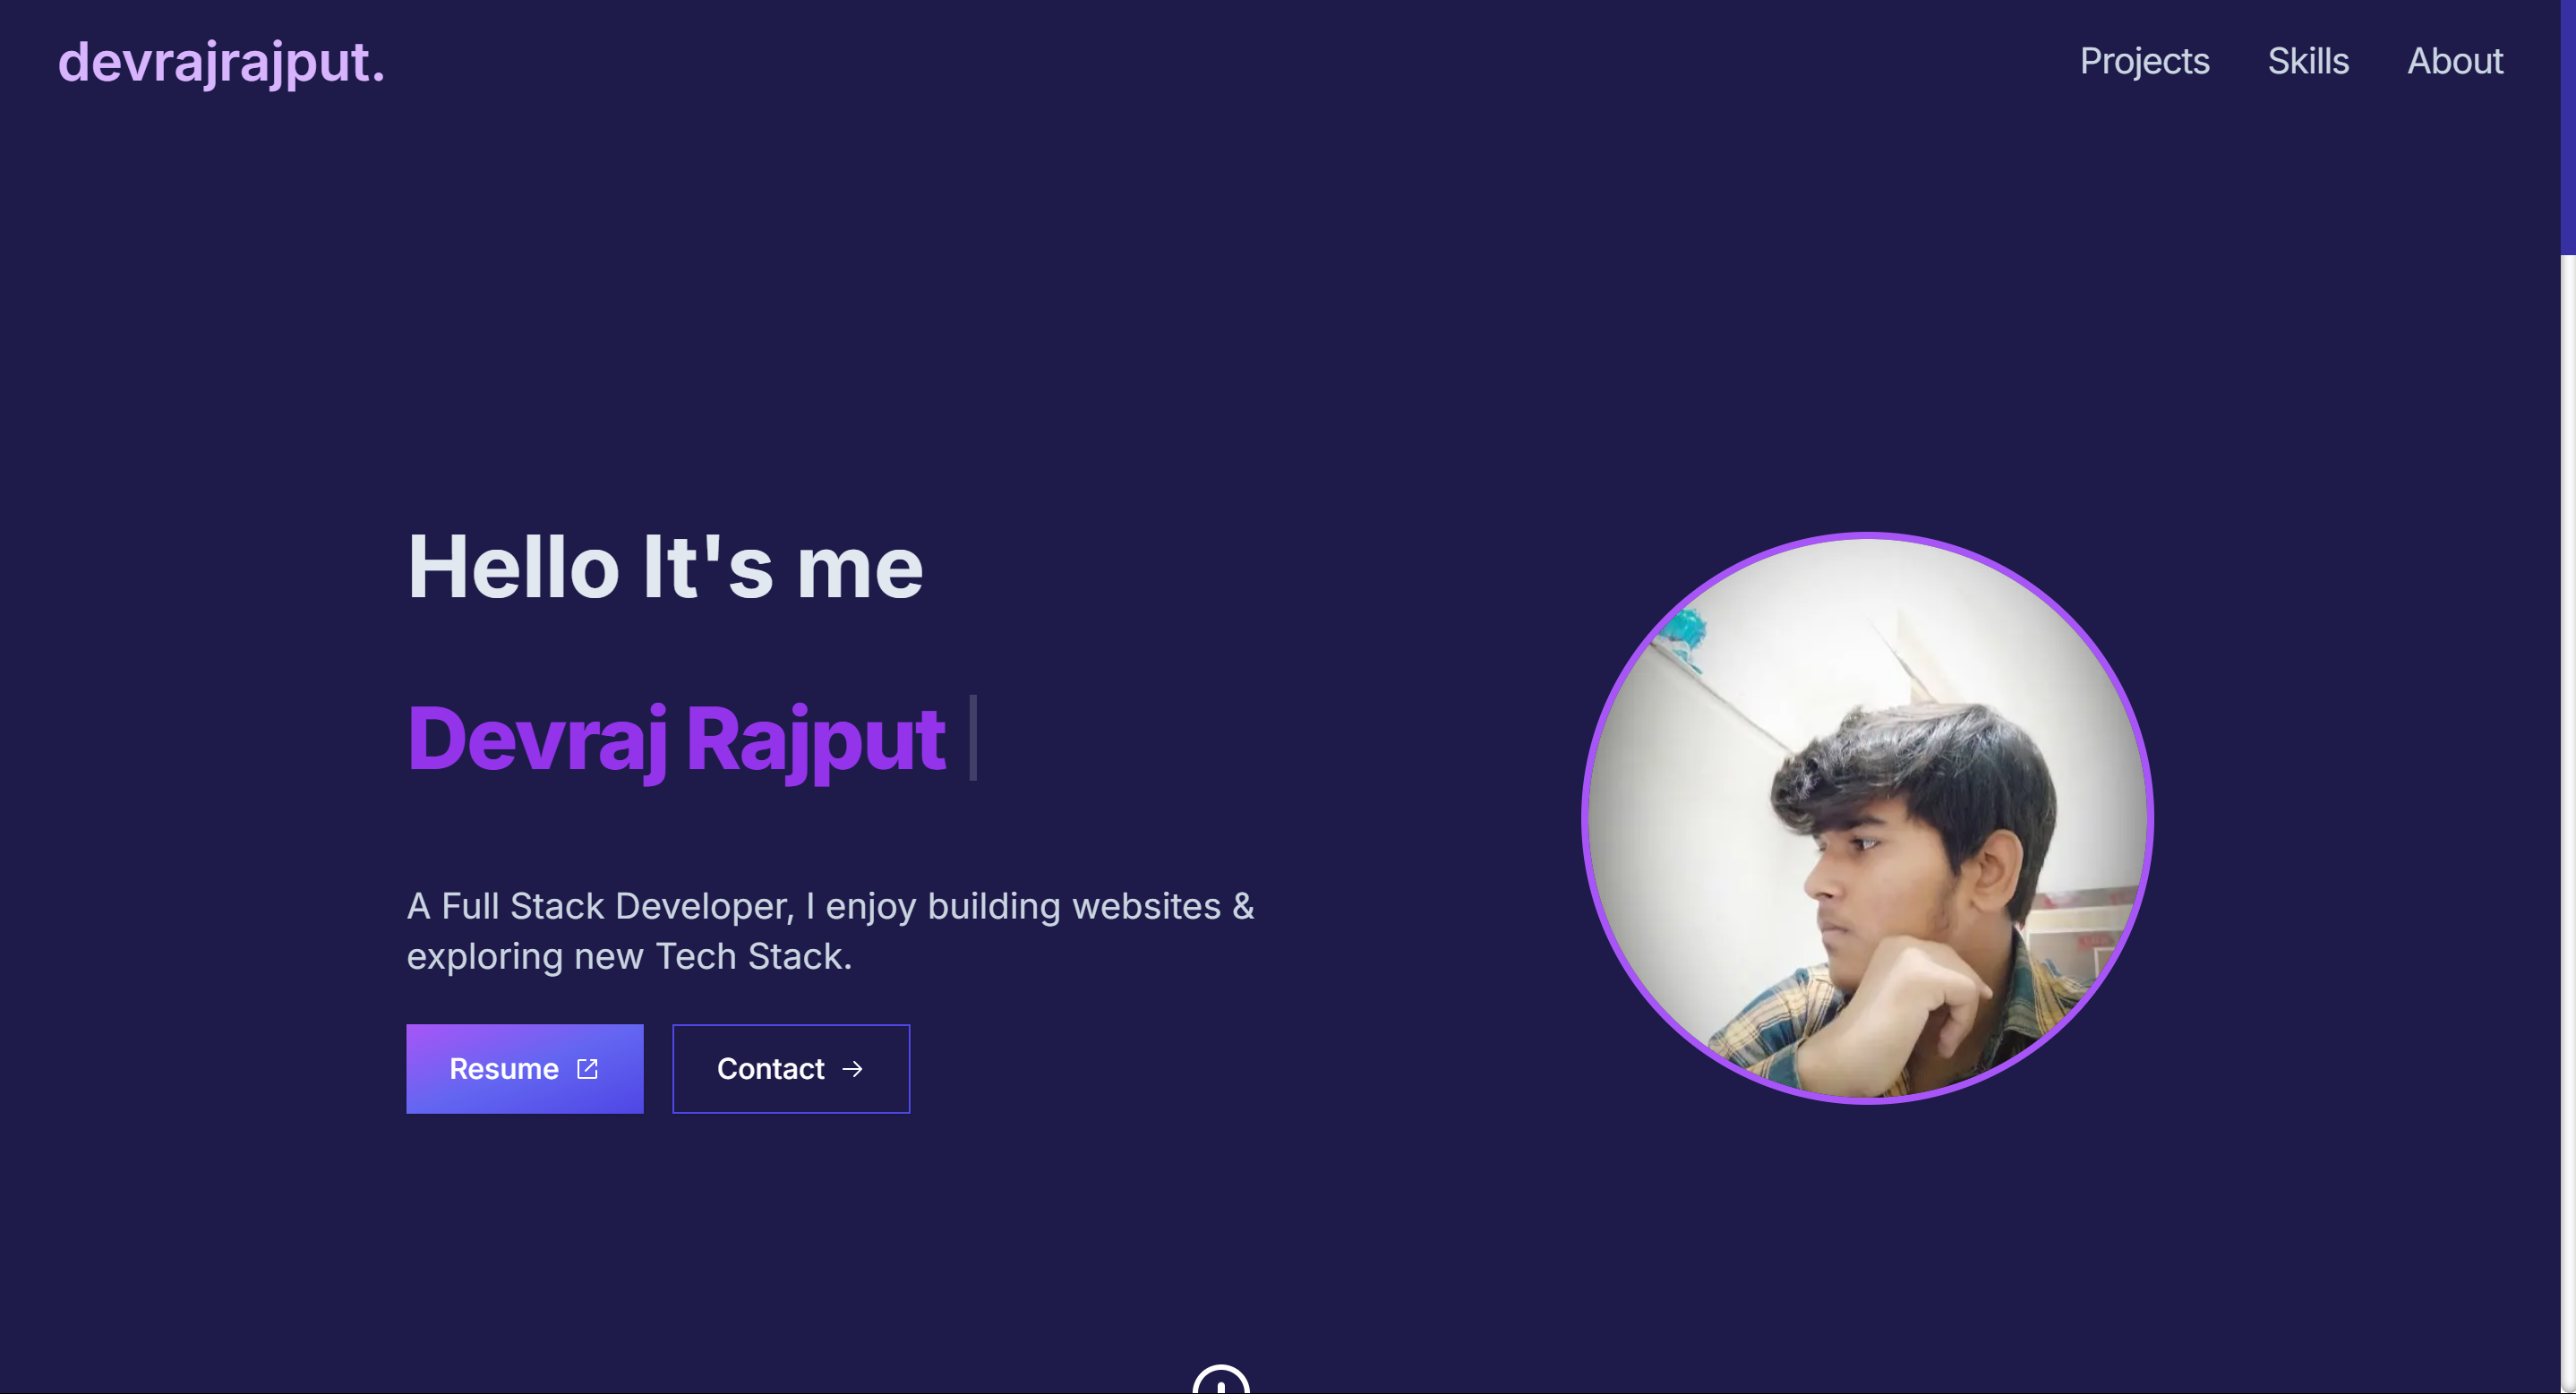 devrajrajput.
Projects Skills About
Hello It's me
Devraj Rajput
A Full Stack Developer, I enjoy building websites &
exploring new Tech Stack.
Resume
Contact